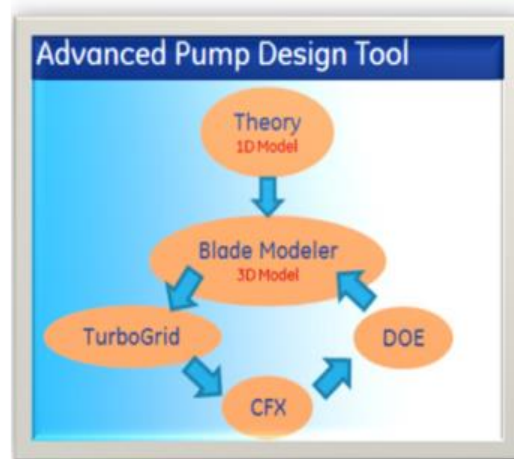 Advanced Pump Design Tool
Theory
1D Model
Blade Modeler
3D Model
TurboGrid
DOE
CFX